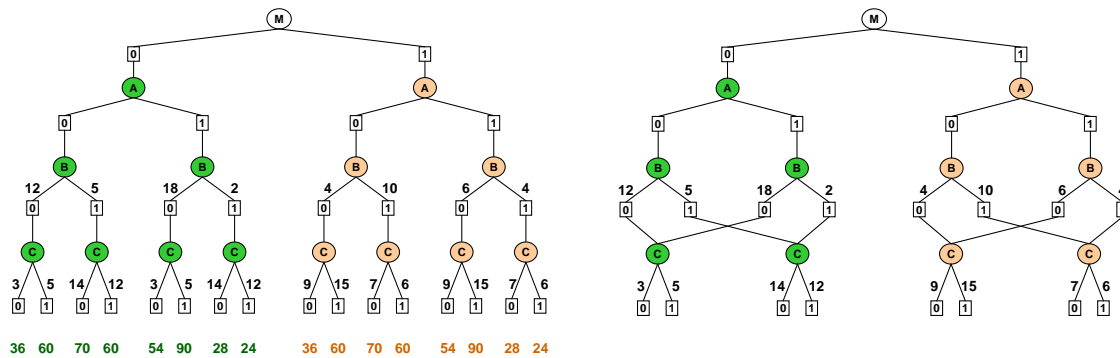 M M
0 1 0 1
A A A A
0 1 0 1 0 1 0 1
B B B B B B B B
12 5 18 2 4 10 6 4 12 5 18 2 4 10 6
0 1 0 1 0 1 0 1 0 1 0 1 0 1 0 1
C C C C C C C C C C C C
3 5 14 12 3 5 14 12 9 15 7 6 9 15 7 6 3 5 14 12 9 15 7 6
0 1 0 1 0 1 0 1 0 1 0 1 0 1 0 1 0 1 0 1 0 1 0 1
36 60 70 60 54 90 28 24 36 60 70 60 54 90 28 24